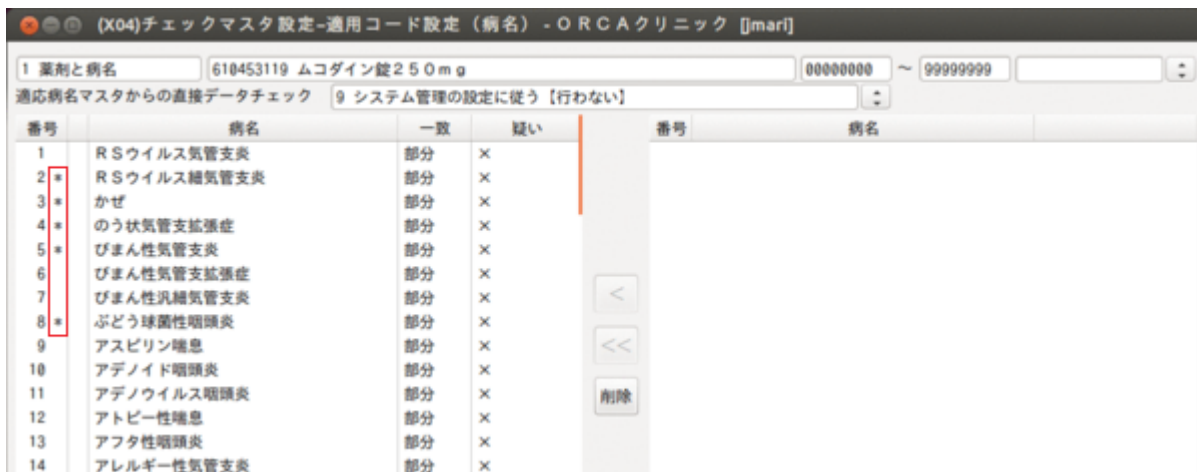 (X04)チェックマスタ設定-適用コード設定(病名) - ORCAクリニック [jmari]
1 薬剤と病名 610453119 ムコダイン錠250mg 00000000 ~ 99999999
適応病名マスタからの直接データチェック 9 システム管理の設定に従う【行わない】
番号 病名 一致 疑い 番号 病名
1 RSウイルス気管支炎 部分 ×
2 * RSウイルス細気管支炎 部分 ×
3 * かぜ 部分 ×
4 * のう状気管支拡張症 部分 ×
5 * びまん性気管支炎 部分 ×
6 びまん性気管支拡張症 部分 ×
7 びまん性汎細気管支炎 部分 × <
8 * ぶどう球菌性咽頭炎 部分 ×
9 アスピリン喘息 部分 × <<
10 アデノイド咽頭炎 部分 ×
11 アデノウイルス咽頭炎 部分 × 削除
12 アトピー性喘息 部分 ×
13 アフタ性咽頭炎 部分 ×
14 アレルギー性気管支炎 部分 ×